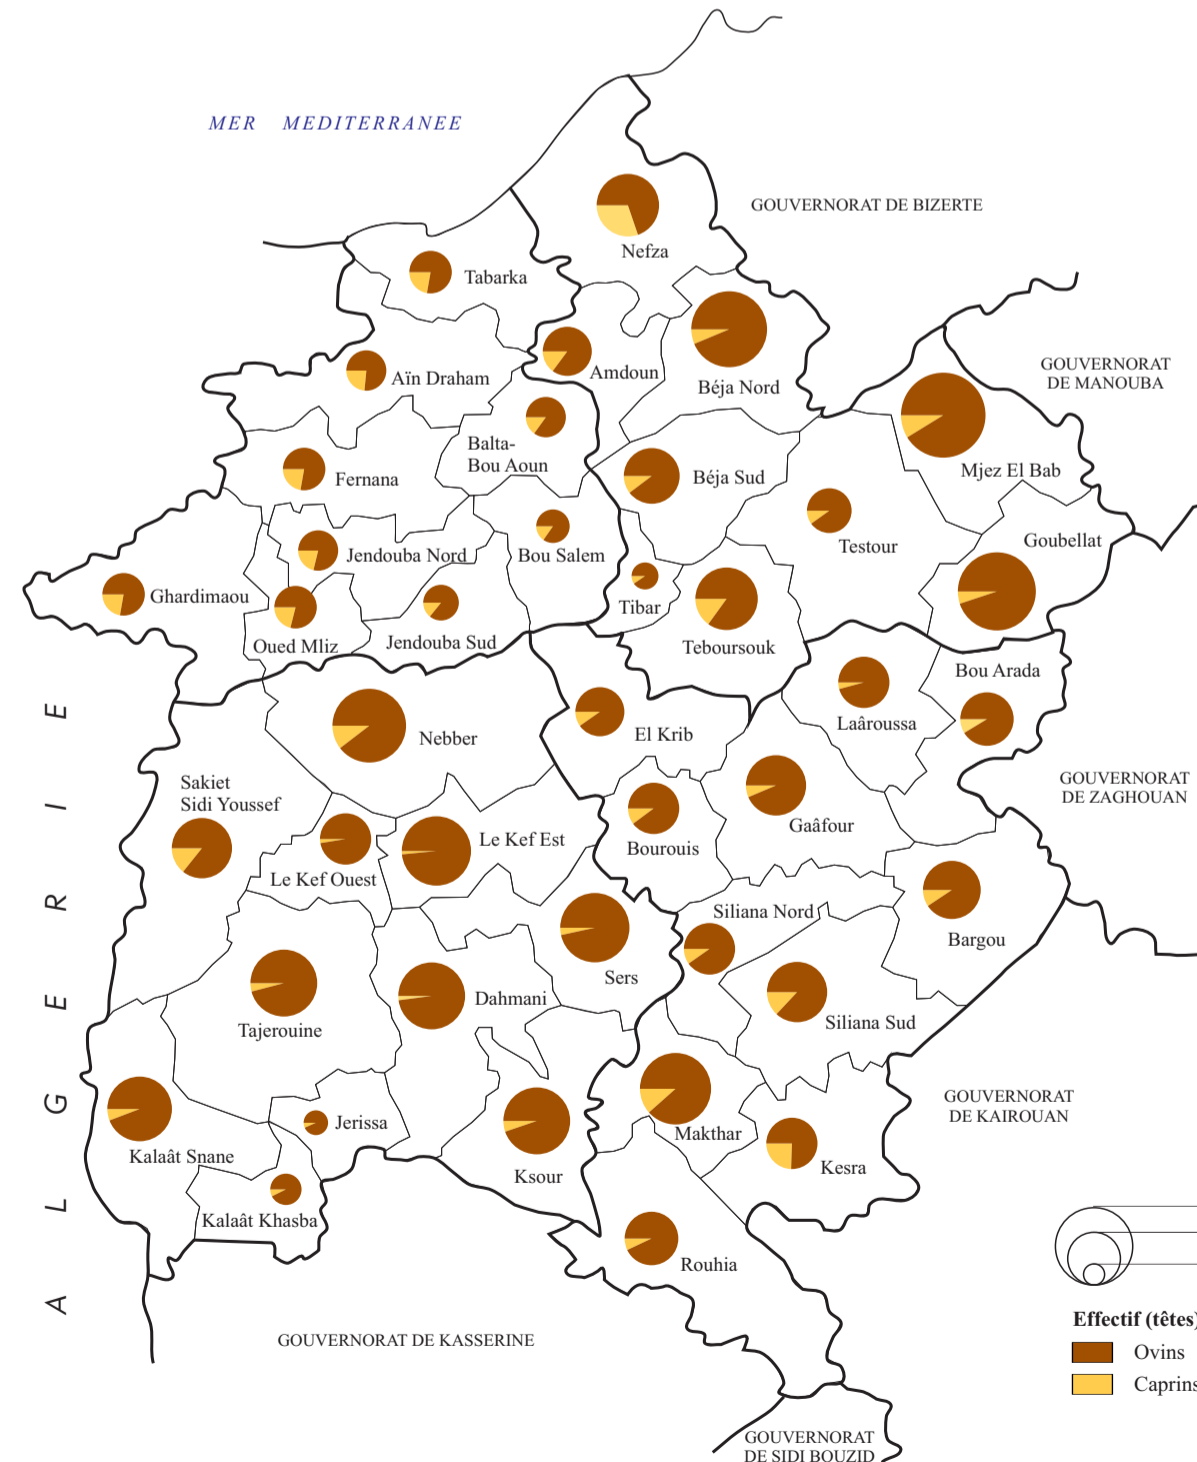 MER MEDITERRANEE
GOUVERNORAT DE BIZERTE
Nefza
Tabarka
GOUVERNORAT
DE MANOUBA
Aïn Draham
Amdoun
Béja Nord
Balta-
Bou Aoun
Mjez El Bab
Fernana
Béja Sud
Testour
Goubellat
Jendouba Nord
Bou Salem
Ghardimaou
Tibar
Oued Mliz
Jendouba Sud
Teboursouk
Bou Arada
Laâroussa
Nebber
El Krib
GOUVERNORAT
DE ZAGHOUAN
Sakiet
Sidi Youssef
Gaâfour
Le Kef Est
Bourouis
Le Kef Ouest
Siliana Nord
Bargou
Sers
Dahmani
Siliana Sud
Tajerouine
ALGERIE
GOUVERNORAT
DE KAIROUAN
Jerissa
Makthar
Kalaât Snane
Ksour
Kesra
Kalaât Khasba
Rouhia
GOUVERNORAT DE KASSERINE
Effectif (têtes)
Ovins
Caprins
GOUVERNORAT
DE SIDI BOUZID